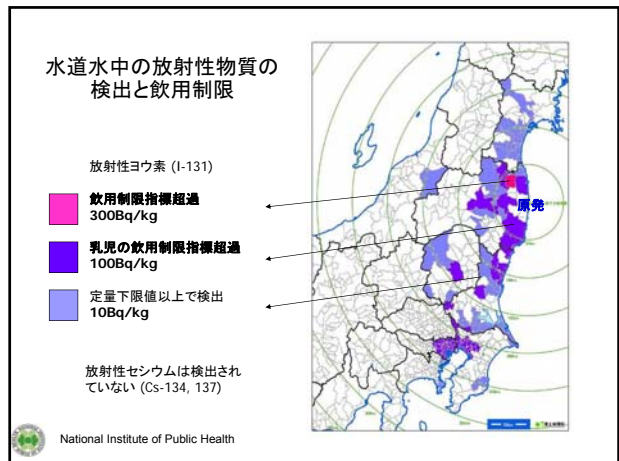 水道水中の放射性物質の
検出と飲用制限
放射性ヨウ素 (I-131)
飲用制限指標超過
300Bq/kg
乳児の飲用制限指標超過
100Bq/kg
定量下限値以上で検出
10Bq/kg
放射性セシウムは検出され
ていない (Cs-134, 137)
原発
National Institute of Public Health